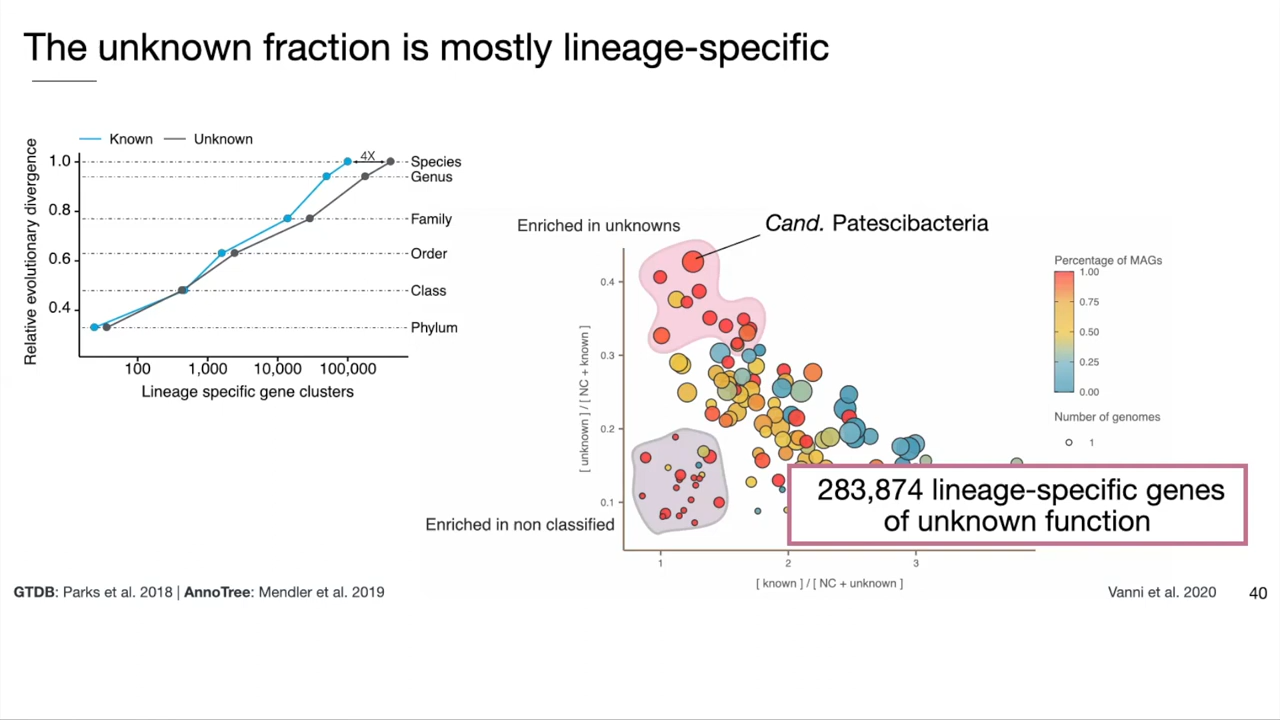 The unknown fraction is mostly lineage-specific
Known
Unknown
Relative evolutionary divergence
1.0
0.8
0.6
0.4
4X
Species
Genus
Family
Order
Class
Phylum
100
1,000
10,000
100,000
Lineage specific gene clusters
Enriched in unknowns
Cand. Patescibacteria
[ unknown ] / [ NC + known ]
0.4
0.3
0.2
0.1
Enriched in non classified
1
2
3
[ known ] / [ NC + unknown ]
Percentage of MAGs
1.00
0.75
0.50
0.25
0.00
Number of genomes
1
283,874 lineage-specific genes
of unknown function
GTDB: Parks et al. 2018 | AnnoTree: Mendler et al. 2019
Vanni et al. 2020
40